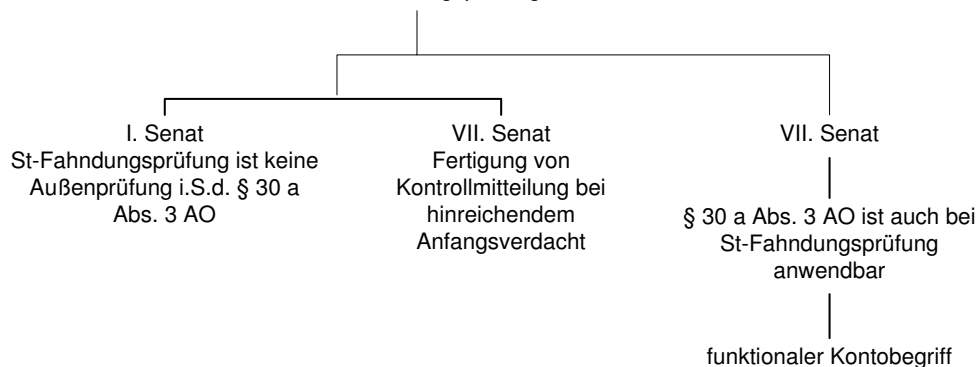 I. Senat
St-Fahndungsprüfung ist keine
Außenprüfung i.S.d. § 30 a
Abs. 3 AO
VII. Senat
Fertigung von
Kontrollmitteilung bei
hinreichendem
Anfangsverdacht
VII. Senat
§ 30 a Abs. 3 AO ist auch bei
St-Fahndungsprüfung
anwendbar
funktionaler Kontobegriff